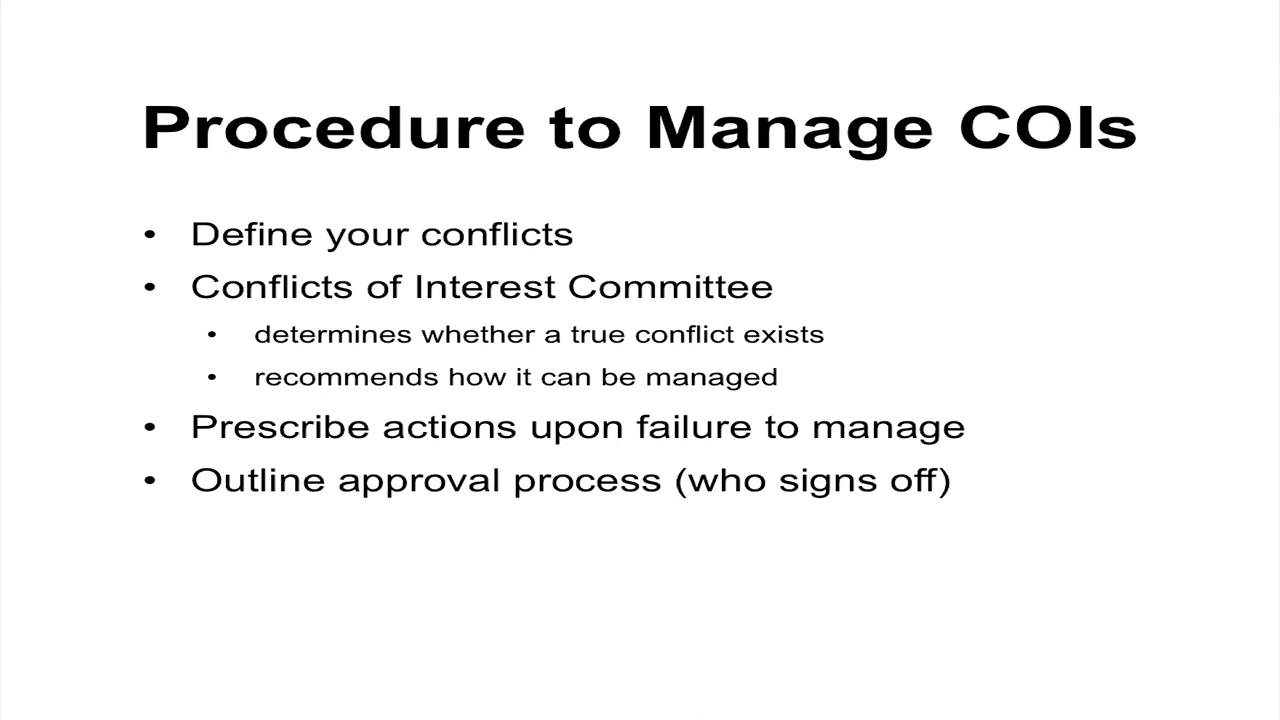 Procedure to Manage COIs
• Define your conflicts
• Conflicts of Interest Committee
• determines whether a true conflict exists
• recommends how it can be managed
• Prescribe actions upon failure to manage
• Outline approval process (who signs off)